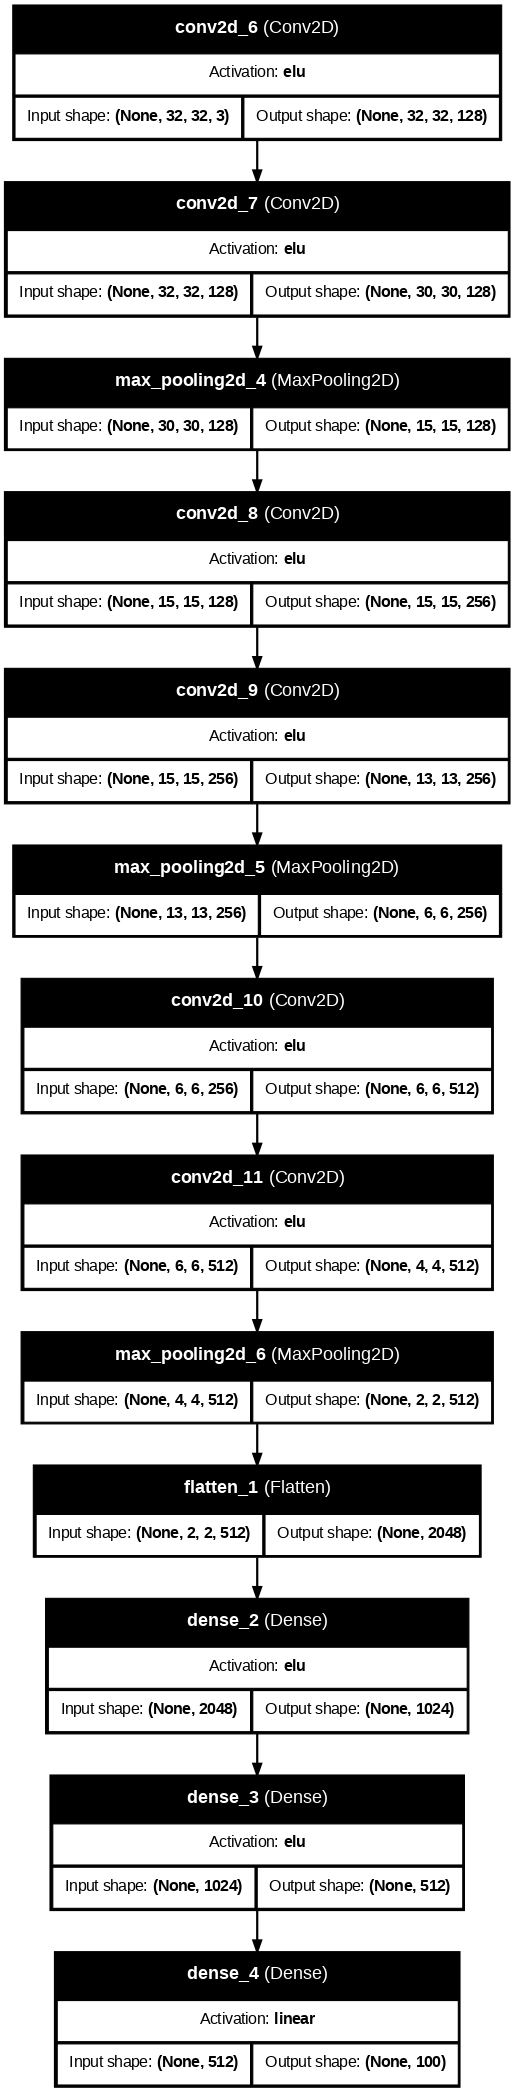 conv2d_6 (Conv2D)
Activation: elu
Input shape: (None, 32, 32, 3) Output shape: (None, 32, 32, 128)
conv2d_7 (Conv2D)
Activation: elu
Input shape: (None, 32, 32, 128) Output shape: (None, 30, 30, 128)
max_pooling2d_4 (MaxPooling2D)
Input shape: (None, 30, 30, 128) Output shape: (None, 15, 15, 128)
conv2d_8 (Conv2D)
Activation: elu
Input shape: (None, 15, 15, 128) Output shape: (None, 15, 15, 256)
conv2d_9 (Conv2D)
Activation: elu
Input shape: (None, 15, 15, 256) Output shape: (None, 13, 13, 256)
max_pooling2d_5 (MaxPooling2D)
Input shape: (None, 13, 13, 256) Output shape: (None, 6, 6, 256)
conv2d_10 (Conv2D)
Activation: elu
Input shape: (None, 6, 6, 256) Output shape: (None, 6, 6, 512)
conv2d_11 (Conv2D)
Activation: elu
Input shape: (None, 6, 6, 512) Output shape: (None, 4, 4, 512)
max_pooling2d_6 (MaxPooling2D)
Input shape: (None, 4, 4, 512) Output shape: (None, 2, 2, 512)
flatten_1 (Flatten)
Input shape: (None, 2, 2, 512) Output shape: (None, 2048)
dense_2 (Dense)
Activation: elu
Input shape: (None, 2048) Output shape: (None, 1024)
dense_3 (Dense)
Activation: elu
Input shape: (None, 1024) Output shape: (None, 512)
dense_4 (Dense)
Activation: linear
Input shape: (None, 512) Output shape: (None, 100)